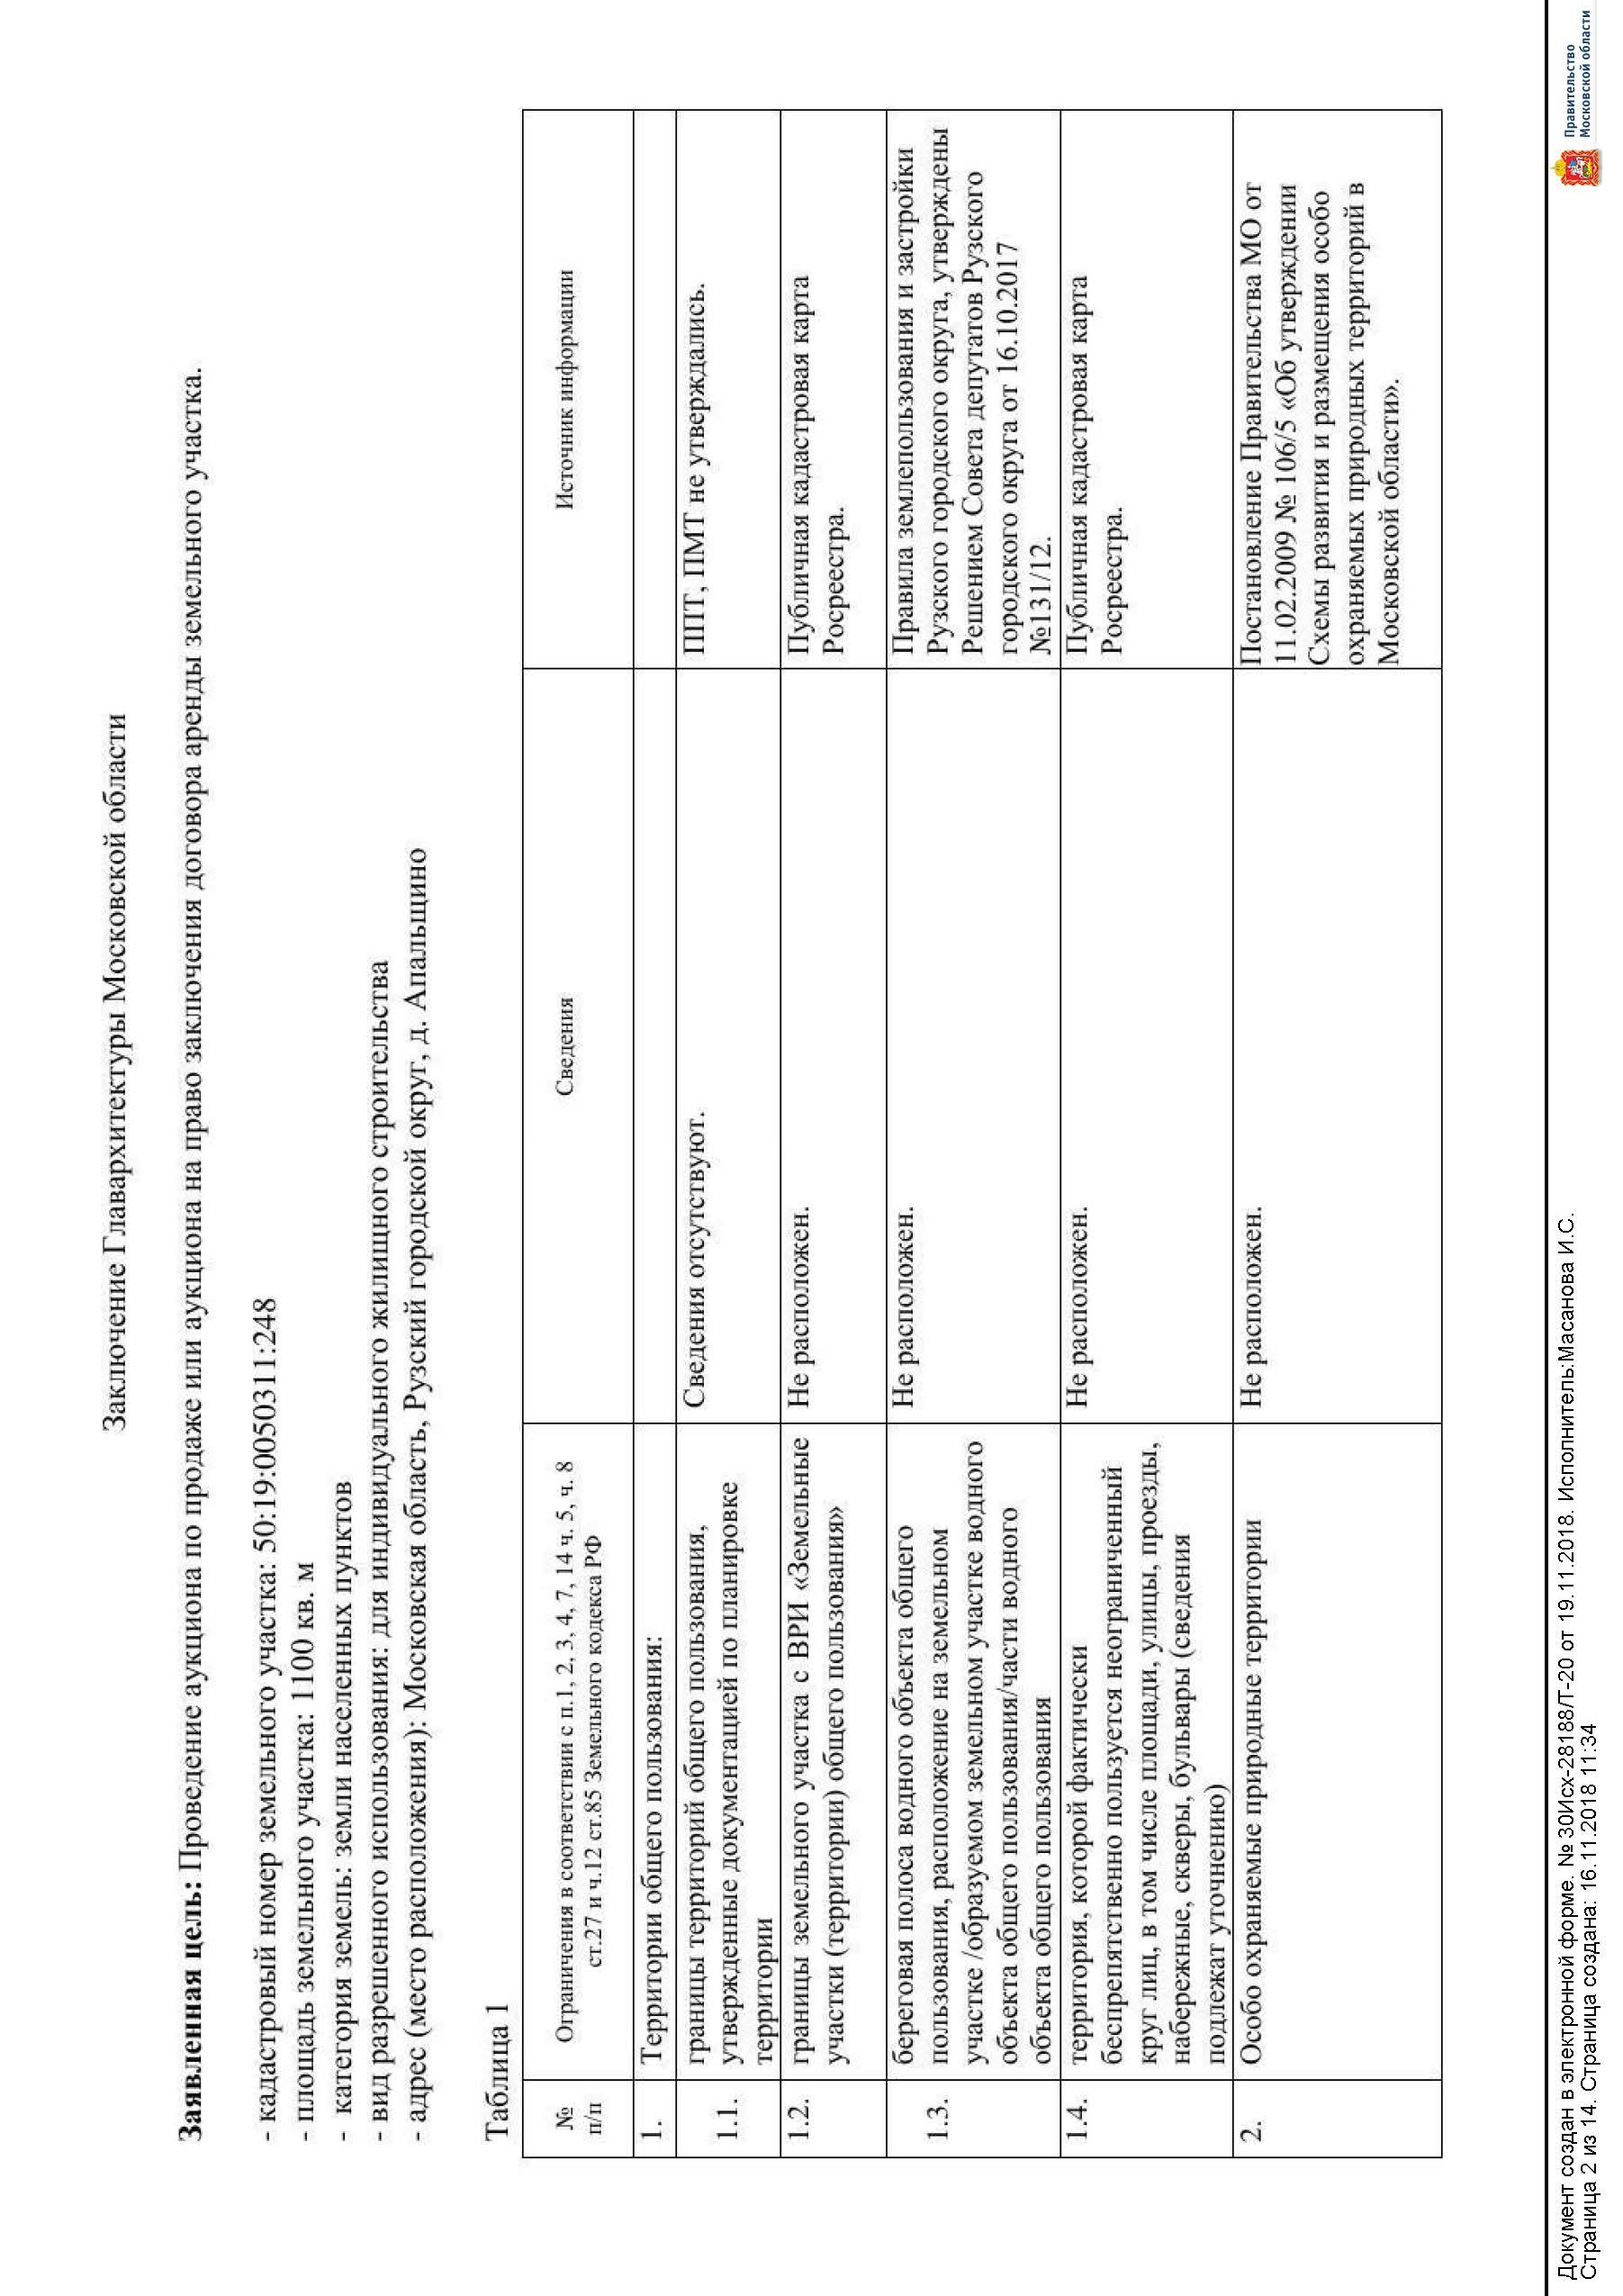 Заключение Главархитектуры Московской области
Заявленная цель: Проведение аукциона по продаже или аукциона на право заключения договора аренды земельного участка.
- кадастровый номер земельного участка: 50:19:0050311:248
- площадь земельного участка: 1100 кв. м
- категория земель: земли населенных пунктов
- вид разрешенного использования: для индивидуального жилищного строительства
- адрес (место расположения): Московская область, Рузский городской округ, д. Апальщино
Таблица 1
№
п/п
Ограничения в соответствии с п.1, 2, 3, 4, 7, 14 ч. 5, ч. 8
ст.27 и ч.12 ст.85 Земельного кодекса РФ
Сведения
Источник информации
1.
Территории общего пользования:
1.1.
границы территорий общего пользования,
утвержденные документацией по планировке
территории
Сведения отсутствуют.
ППТ, ПМТ не утверждались.
1.2.
границы земельного участка с ВРИ «Земельные
участки (территории) общего пользования»
Не расположен.
Публичная кадастровая карта
Росреестра.
1.3.
береговая полоса водного объекта общего
пользования, расположение на земельном
участке /образуемом земельном участке водного
объекта общего пользования/части водного
объекта общего пользования
Не расположен.
Правила землепользования и застройки
Рузского городского округа, утверждены
Решением Совета депутатов Рузского
городского округа от 16.10.2017
№131/12.
1.4.
территория, которой фактически
беспрепятственно пользуется неограниченный
круг лиц, в том числе площади, улицы, проезды,
набережные, скверы, бульвары (сведения
подлежат уточнению)
Не расположен.
Публичная кадастровая карта
Росреестра.
2.
Особо охраняемые природные территории
Не расположен.
Постановление Правительства МО от
11.02.2009 № 106/5 «Об утверждении
Схемы развития и размещения особо
охраняемых природных территорий в
Московской области».
Документ создан в электронной форме. № 30Исх-28188/Т-20 от 19.11.2018. Исполнитель:Масанова И.С.
Страница 2 из 14. Страница создана: 16.11.2018 11:34
Правительство
Московской области